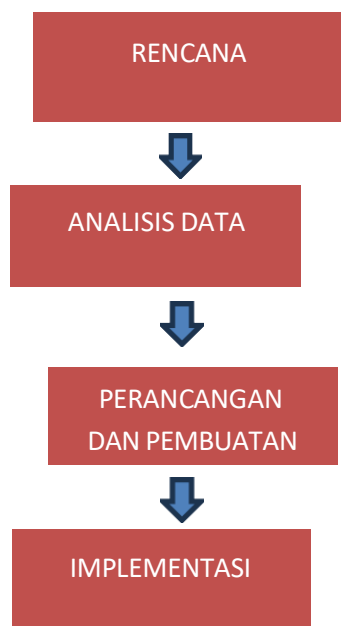 RENCANA
ANALISIS DATA
PERANCANGAN
DAN PEMBUATAN
IMPLEMENTASI